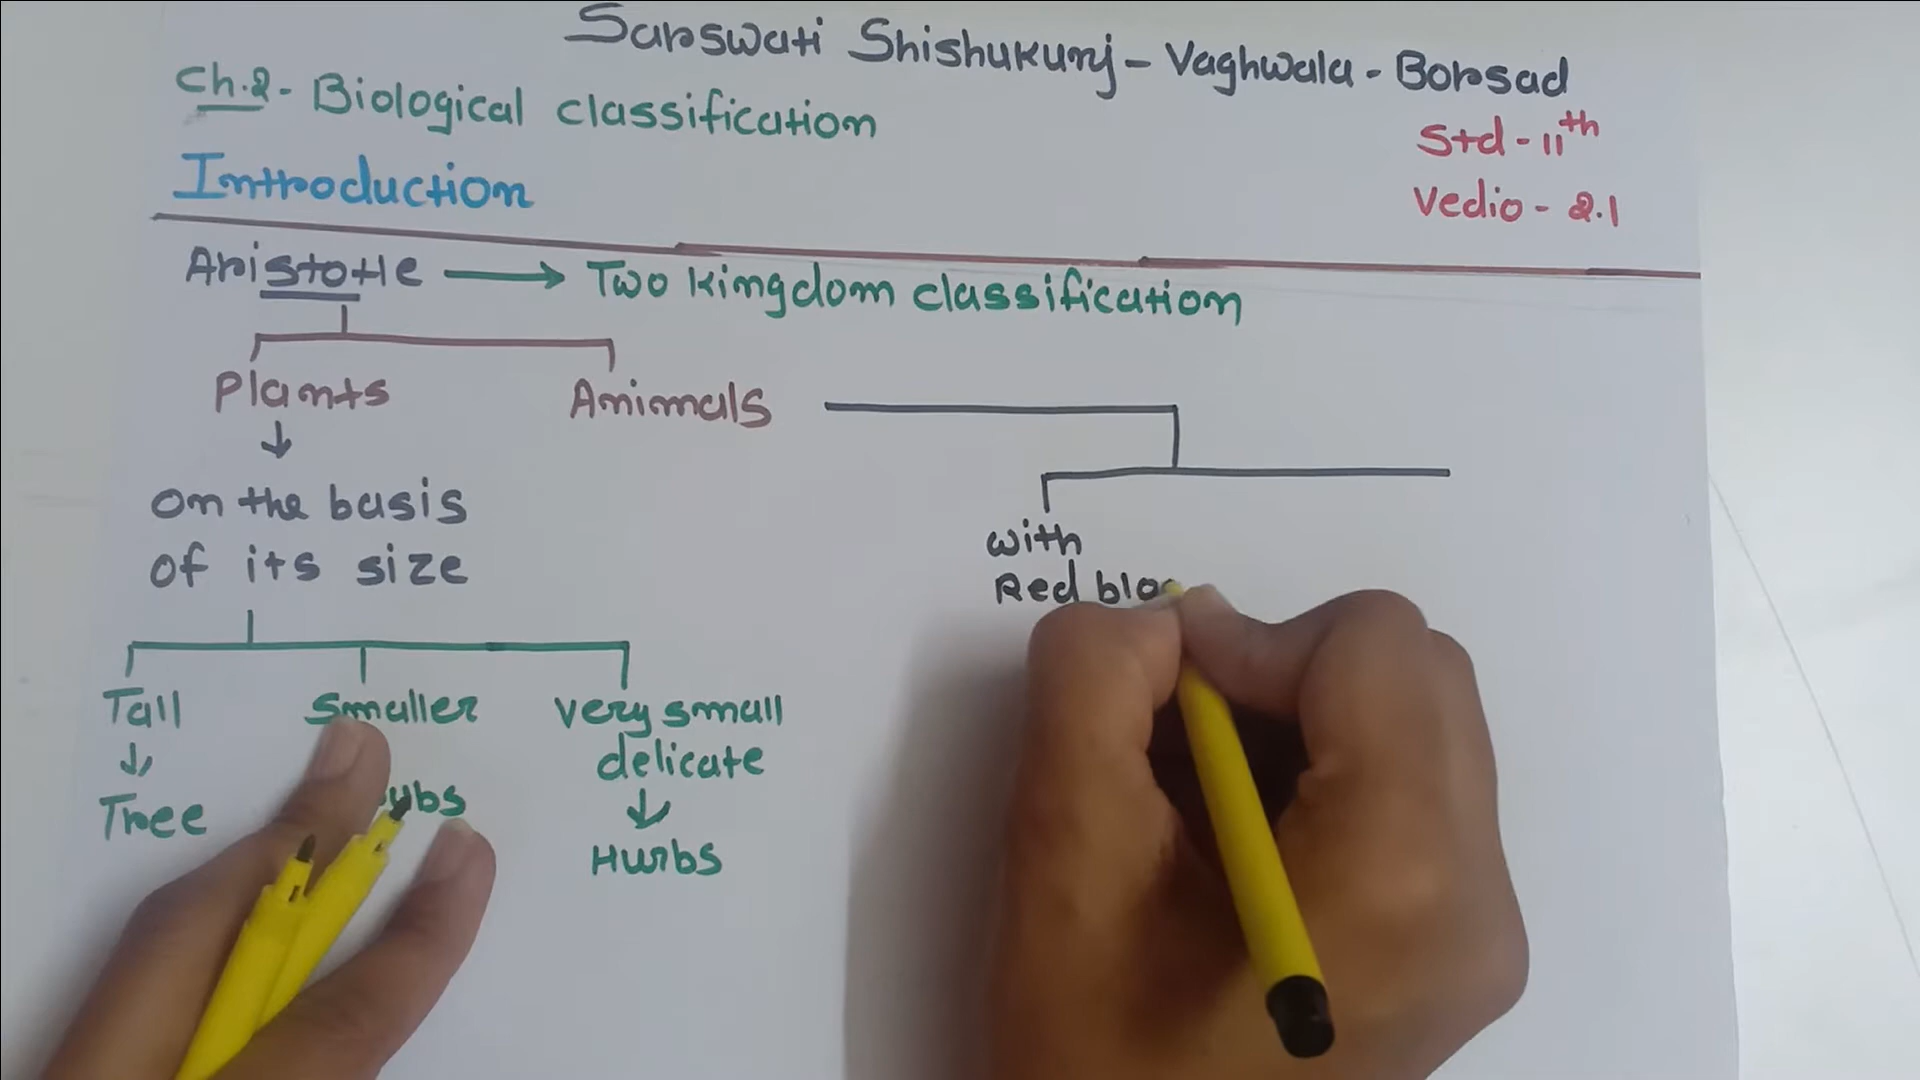 Sarswati Shishukunj - Vaghwala - Borsad
Ch.2 - Biological classification
Std - 11th
Introduction
Vedio - 2.1
Aristotle → Two kingdom classification
Plants
Animals
↓
on the basis
of its size
with
Red
Tall
Smaller
very small
delicate
↓
↓
Tree
Hurbs